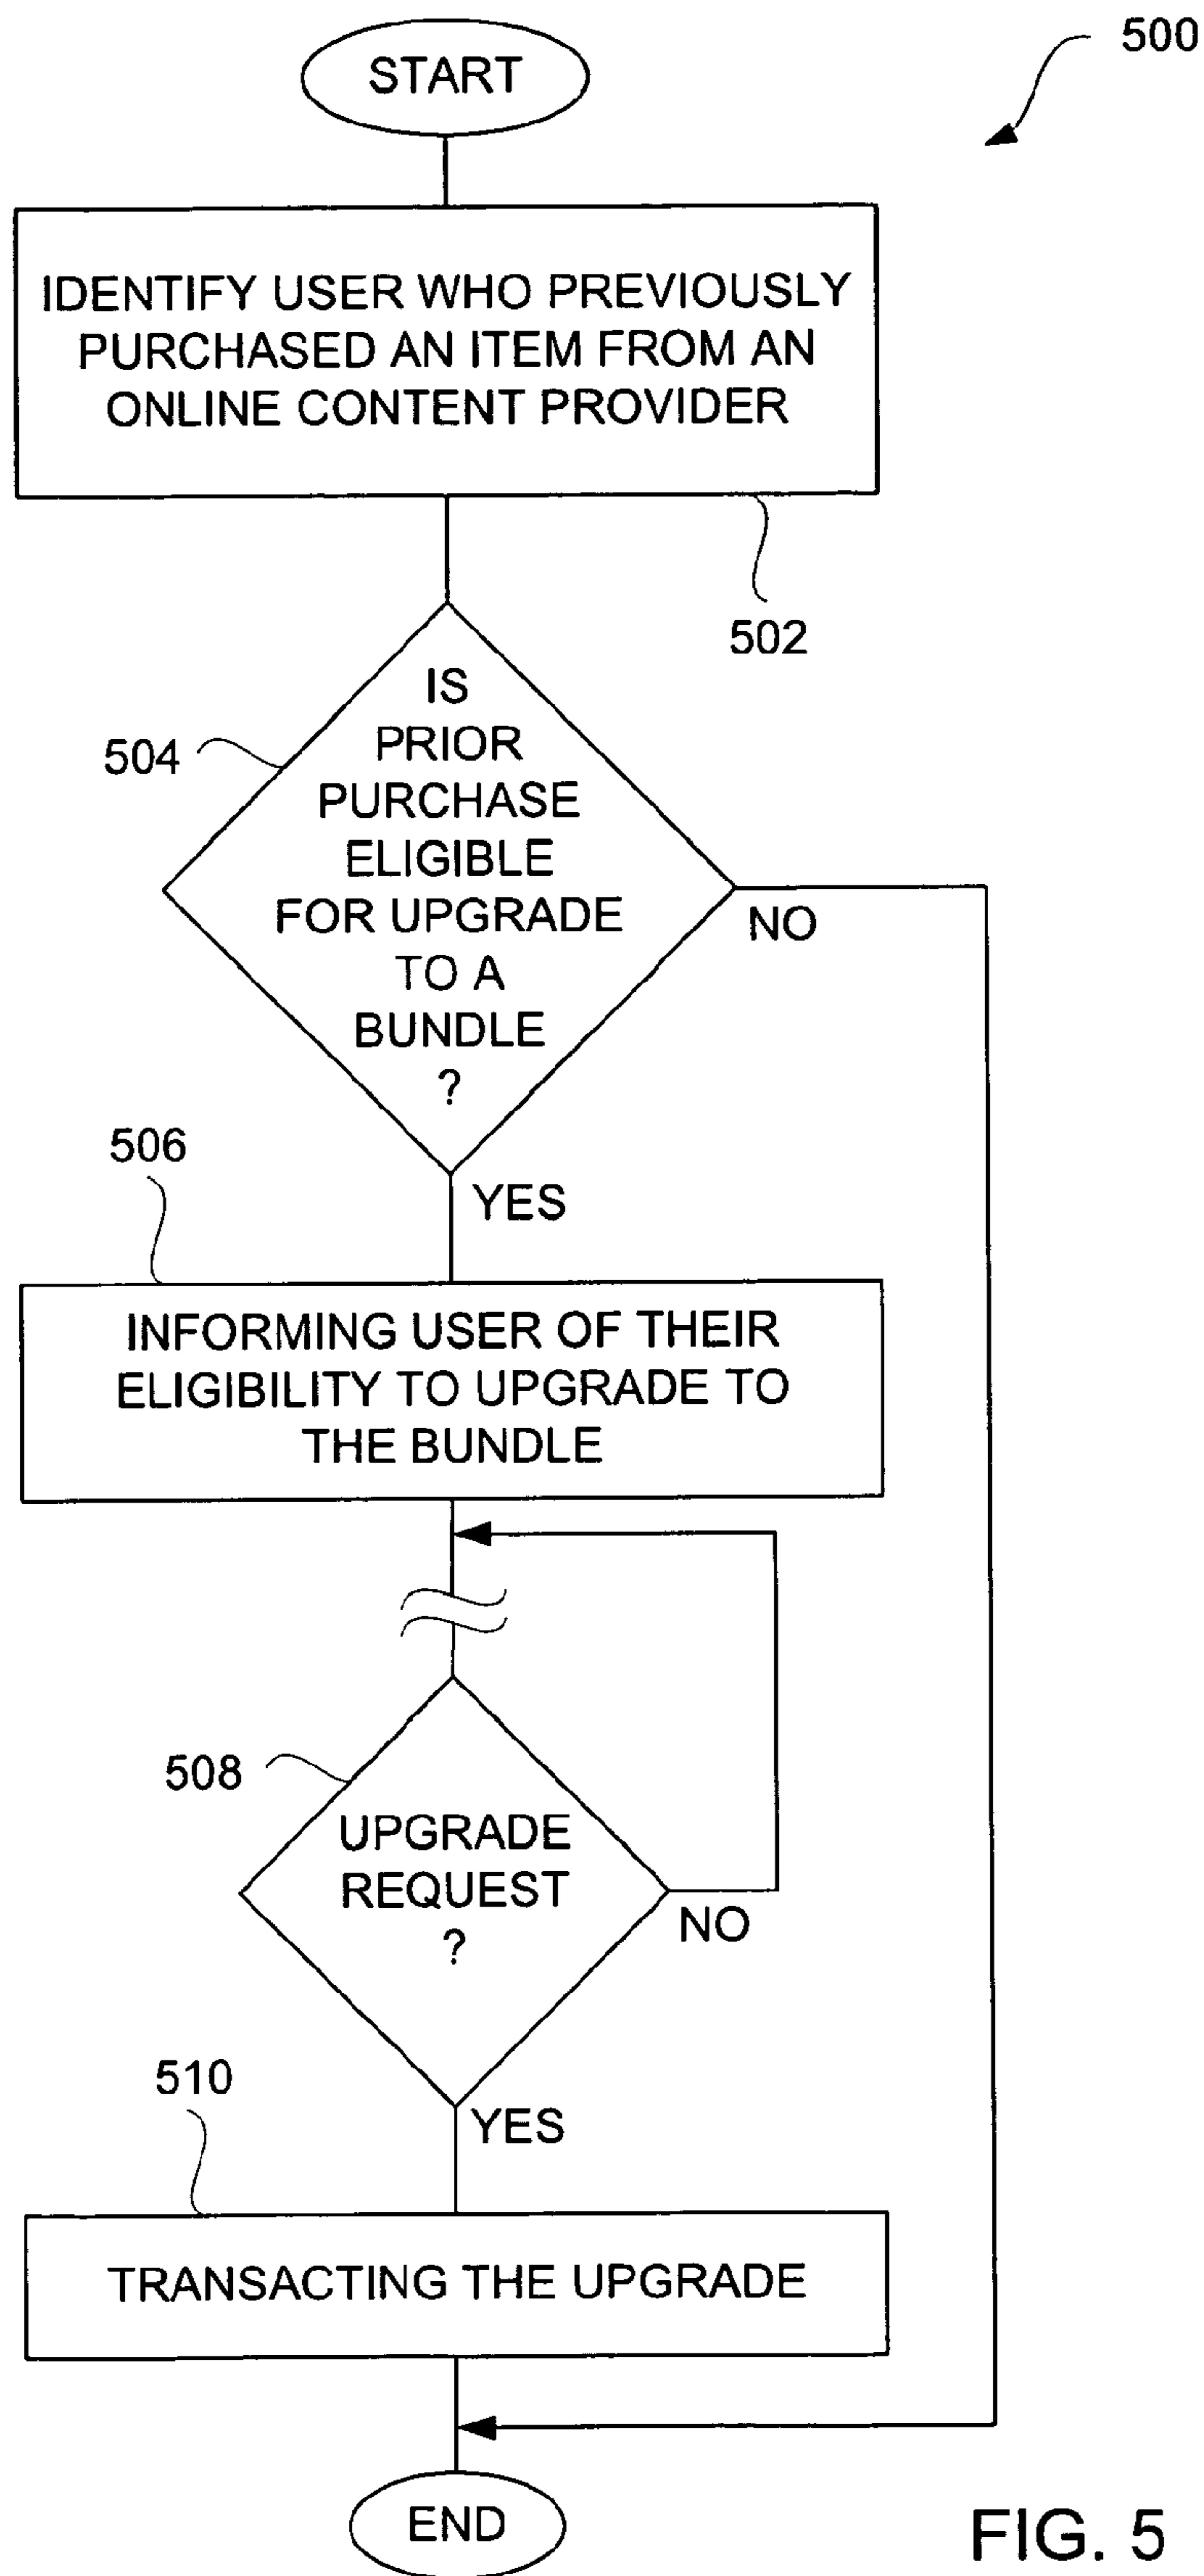 500
START
IDENTIFY USER WHO PREVIOUSLY
PURCHASED AN ITEM FROM AN
ONLINE CONTENT PROVIDER
502
504
IS
PRIOR
PURCHASE
ELIGIBLE
FOR UPGRADE
TO A
BUNDLE
?
NO
YES
506
INFORMING USER OF THEIR
ELIGIBILITY TO UPGRADE TO
THE BUNDLE
508
UPGRADE
REQUEST
?
NO
YES
510
TRANSACTING THE UPGRADE
END
FIG. 5